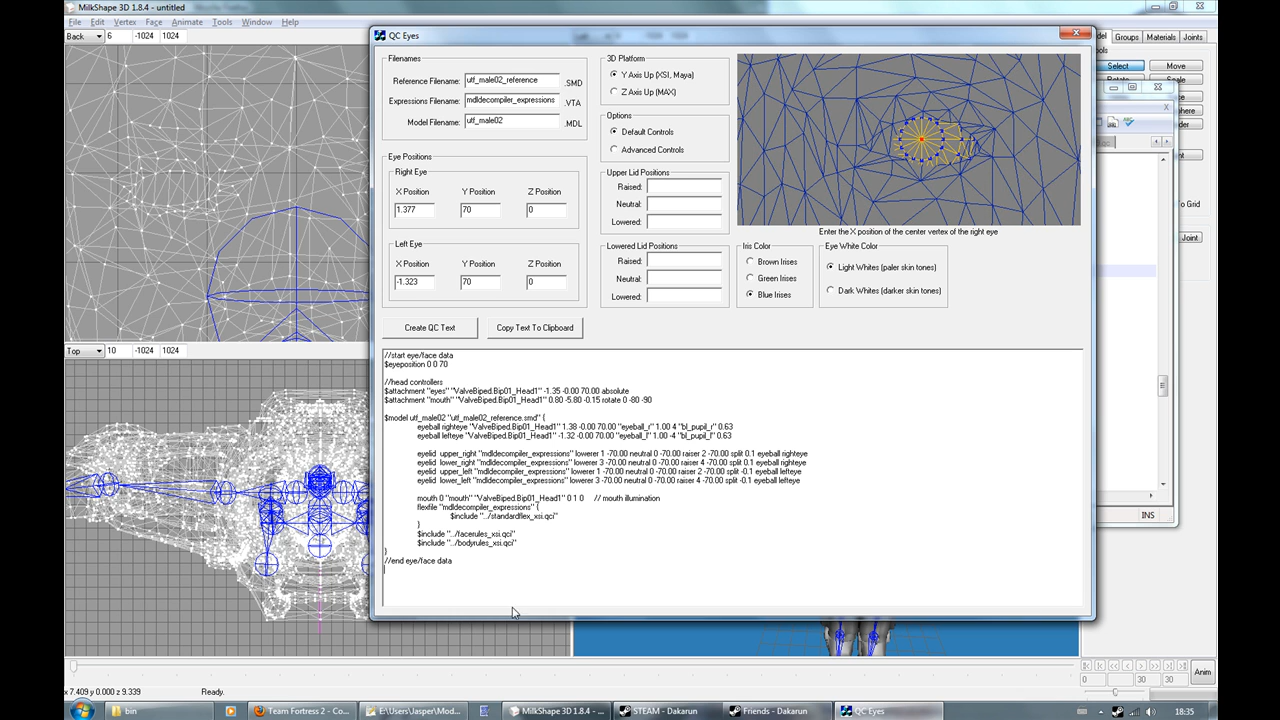 MilkShape 3D 1.8.4 - untitled
File Edit Vertex Face Animate Tools Window Help
Back 6 -1024 1024
Groups Materials Joints
Select Move
To Grid
Joint
INS
Top 10 -1024 1024
QC Eyes
Filenames
Reference Filename: utf_male02_reference .SMD
Expressions Filename: mdldecompiler_expressions .VTA
Model Filename: utf_male02 .MDL
Eye Positions
Right Eye
X Position Y Position Z Position
1.377 70 0
Left Eye
X Position Y Position Z Position
-1.323 70 0
3D Platform
Y Axis Up (XSI, Maya)
Z Axis Up (MAX)
Options
Default Controls
Advanced Controls
Upper Lid Positions
Raised:
Neutral:
Lowered:
Lowered Lid Positions
Raised:
Neutral:
Lowered:
Enter the X position of the center vertex of the right eye
Iris Color
Brown Irises
Green Irises
Blue Irises
Eye White Color
Light Whites (paler skin tones)
Dark Whites (darker skin tones)
Create QC Text Copy Text To Clipboard
//start eye/face data
$eyeposition 0 0 70
//head controllers
$attachment "eyes" "ValveBiped.Bip01_Head1" -1.35 -0.00 70.00 absolute
$attachment "mouth" "ValveBiped.Bip01_Head1" 0.80 -5.80 -0.15 rotate 0 -80 -90
$model utf_male02 "utf_male02_reference.smd" {
eyeball righteye "ValveBiped.Bip01_Head1" 1.38 -0.00 70.00 "eyeball_r" 1.00 4 "bl_pupil_r" 0.63
eyeball lefteye "ValveBiped.Bip01_Head1" -1.32 -0.00 70.00 "eyeball_l" 1.00 -4 "bl_pupil_l" 0.63
eyelid upper_right "mdldecompiler_expressions" lowerer 1 -70.00 neutral 0 -70.00 raiser 2 -70.00 split 0.1 eyeball righteye
eyelid lower_right "mdldecompiler_expressions" lowerer 3 -70.00 neutral 0 -70.00 raiser 4 -70.00 split 0.1 eyeball righteye
eyelid upper_left "mdldecompiler_expressions" lowerer 1 -70.00 neutral 0 -70.00 raiser 2 -70.00 split -0.1 eyeball lefteye
eyelid lower_left "mdldecompiler_expressions" lowerer 3 -70.00 neutral 0 -70.00 raiser 4 -70.00 split -0.1 eyeball lefteye
mouth 0 "mouth" "ValveBiped.Bip01_Head1" 0 1 0 // mouth illumination
flexfile "mdldecompiler_expressions" {
$include "../standardflex_xsi.qci"
}
$include "../facerules_xsi.qci"
$include "../bodyrules_xsi.qci"
}
//end eye/face data
0 30 30
Anim
x 7.409 y 0.000 z 9.339 Ready.
bin Team Fortress 2 - Co... E:\Users\Jasper\Mod... MilkShape 3D 1.8.4 - ... STEAM - Dakarun Friends - Dakarun QC Eyes 18:35